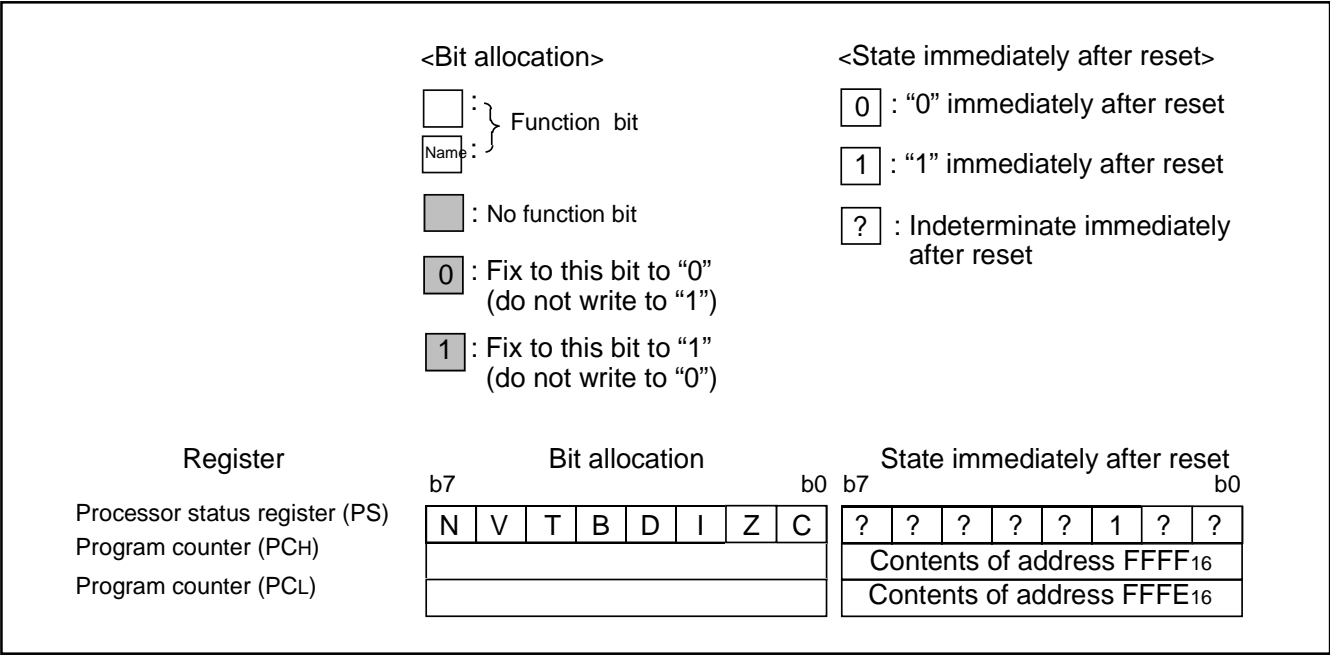 <Bit allocation>
:
Function bit
Name :
: No function bit
0 : Fix to this bit to “0”
(do not write to “1”)
1 : Fix to this bit to “1”
(do not write to “0”)
<State immediately after reset>
0 : “0” immediately after reset
1 : “1” immediately after reset
? : Indeterminate immediately
after reset
Register Bit allocation State immediately after reset
b7 b0 b7 b0
Processor status register (PS) N V T B D I Z C ? ? ? ? ? 1 ? ?
Program counter (PCH) Contents of address FFFF16
Program counter (PCL) Contents of address FFFE16